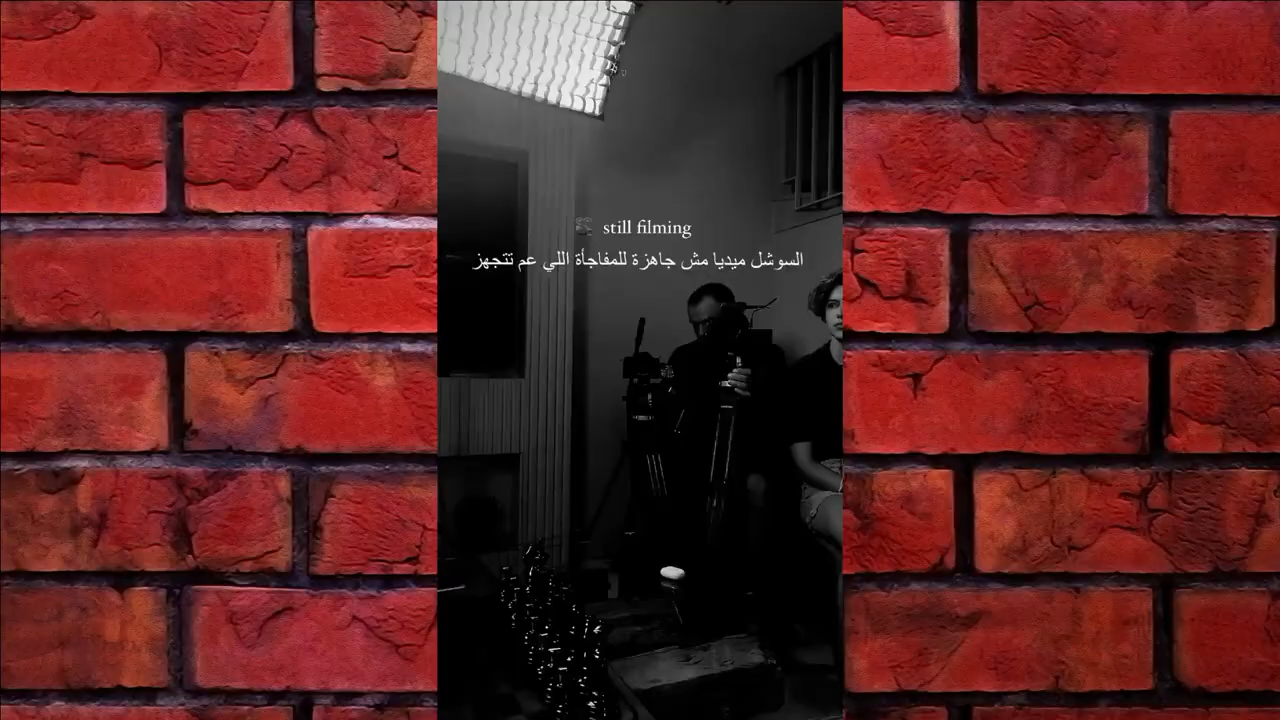 still filming
السوشل ميديا مش جاهزة للمفاجأة اللي عم تتجهز